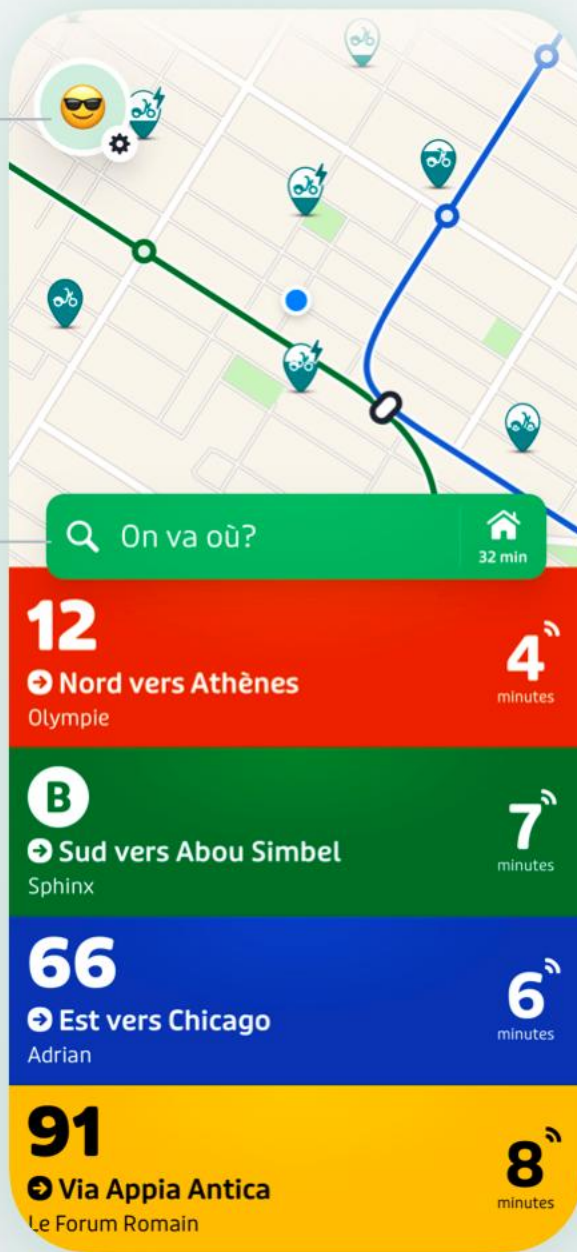 On va où?
32 min
12
Nord vers Athènes
Olympie
4
minutes
B
Sud vers Abou Simbel
Sphinx
7
minutes
66
Est vers Chicago
Adrian
6
minutes
91
Via Appia Antica
Le Forum Romain
8
minutes